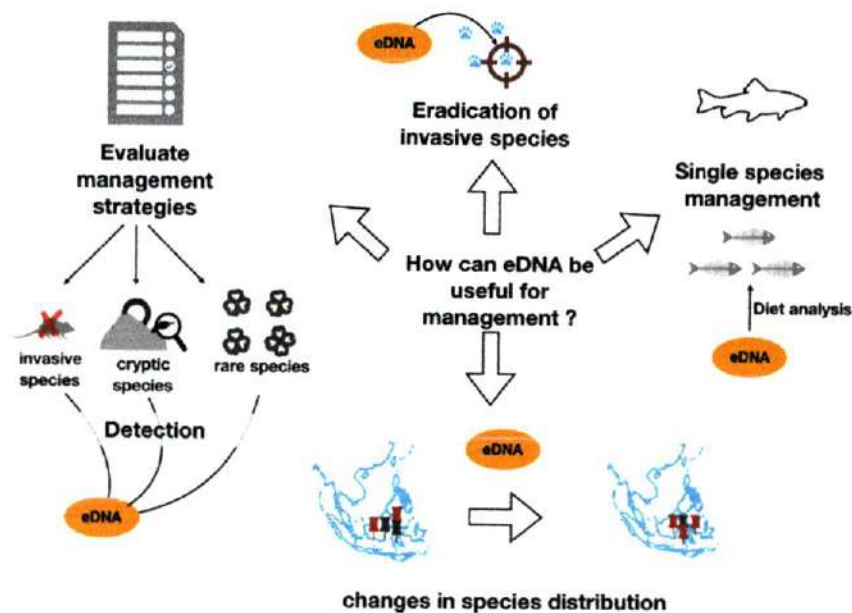 eDNA
Eradication of
invasive species
Evaluate
management
strategies
Single species
management
How can eDNA be
useful for
management ?
Diet analysis
eDNA
invasive
species
cryptic
species
rare species
Detection
eDNA
eDNA
changes in species distribution